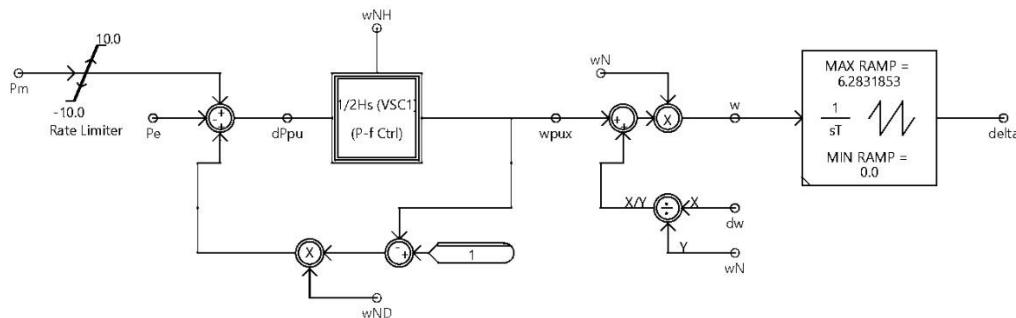 wNH
10.0
Pm
-10.0
Rate Limiter
Pe
+
+
-
dPpu
1/2Hs (VSC1)
(P-f Ctrl)
wpux
wN
+
+
X
w
MAX RAMP =
6.2831853
1
sT
MIN RAMP =
0.0
delta
X/Y
÷
X
dw
Y
wN
X
-
+
1
wND